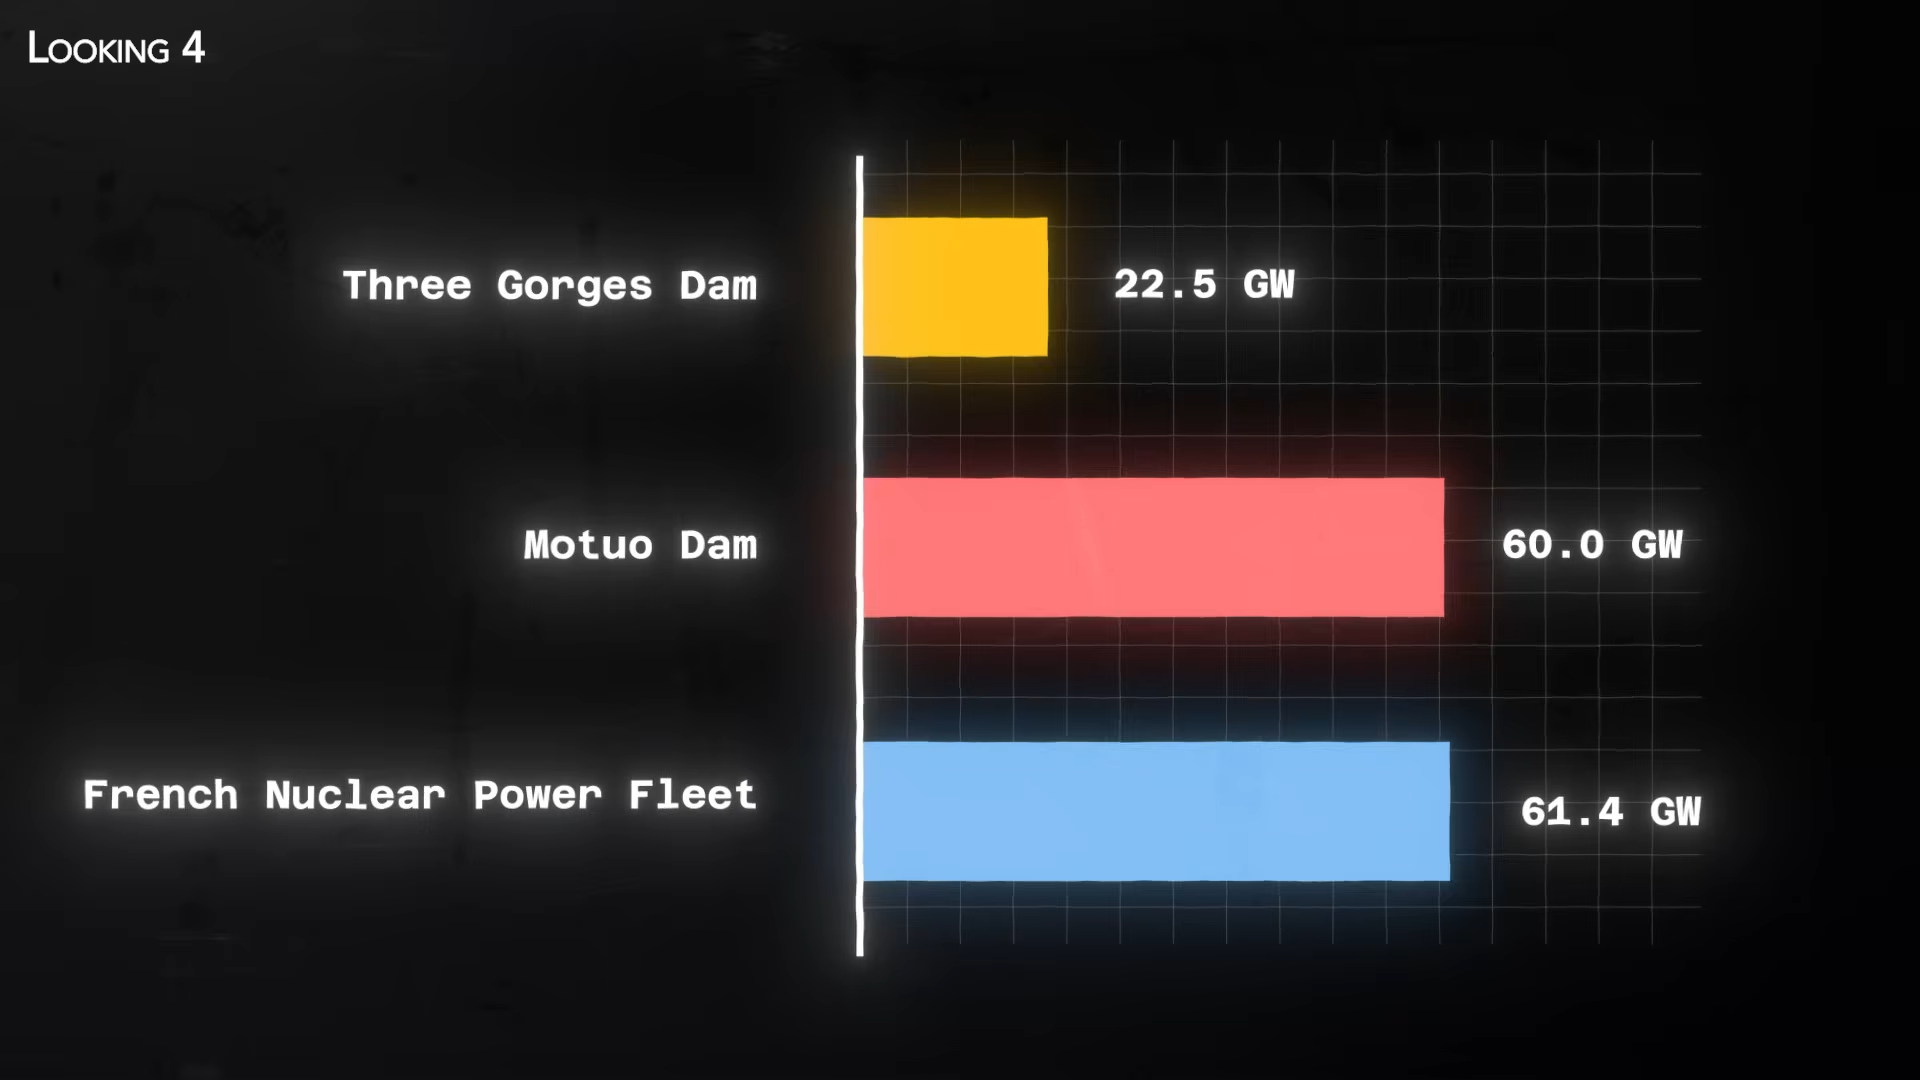 Looking 4
Three Gorges Dam
22.5 GW
Motuo Dam
60.0 GW
French Nuclear Power Fleet
61.4 GW